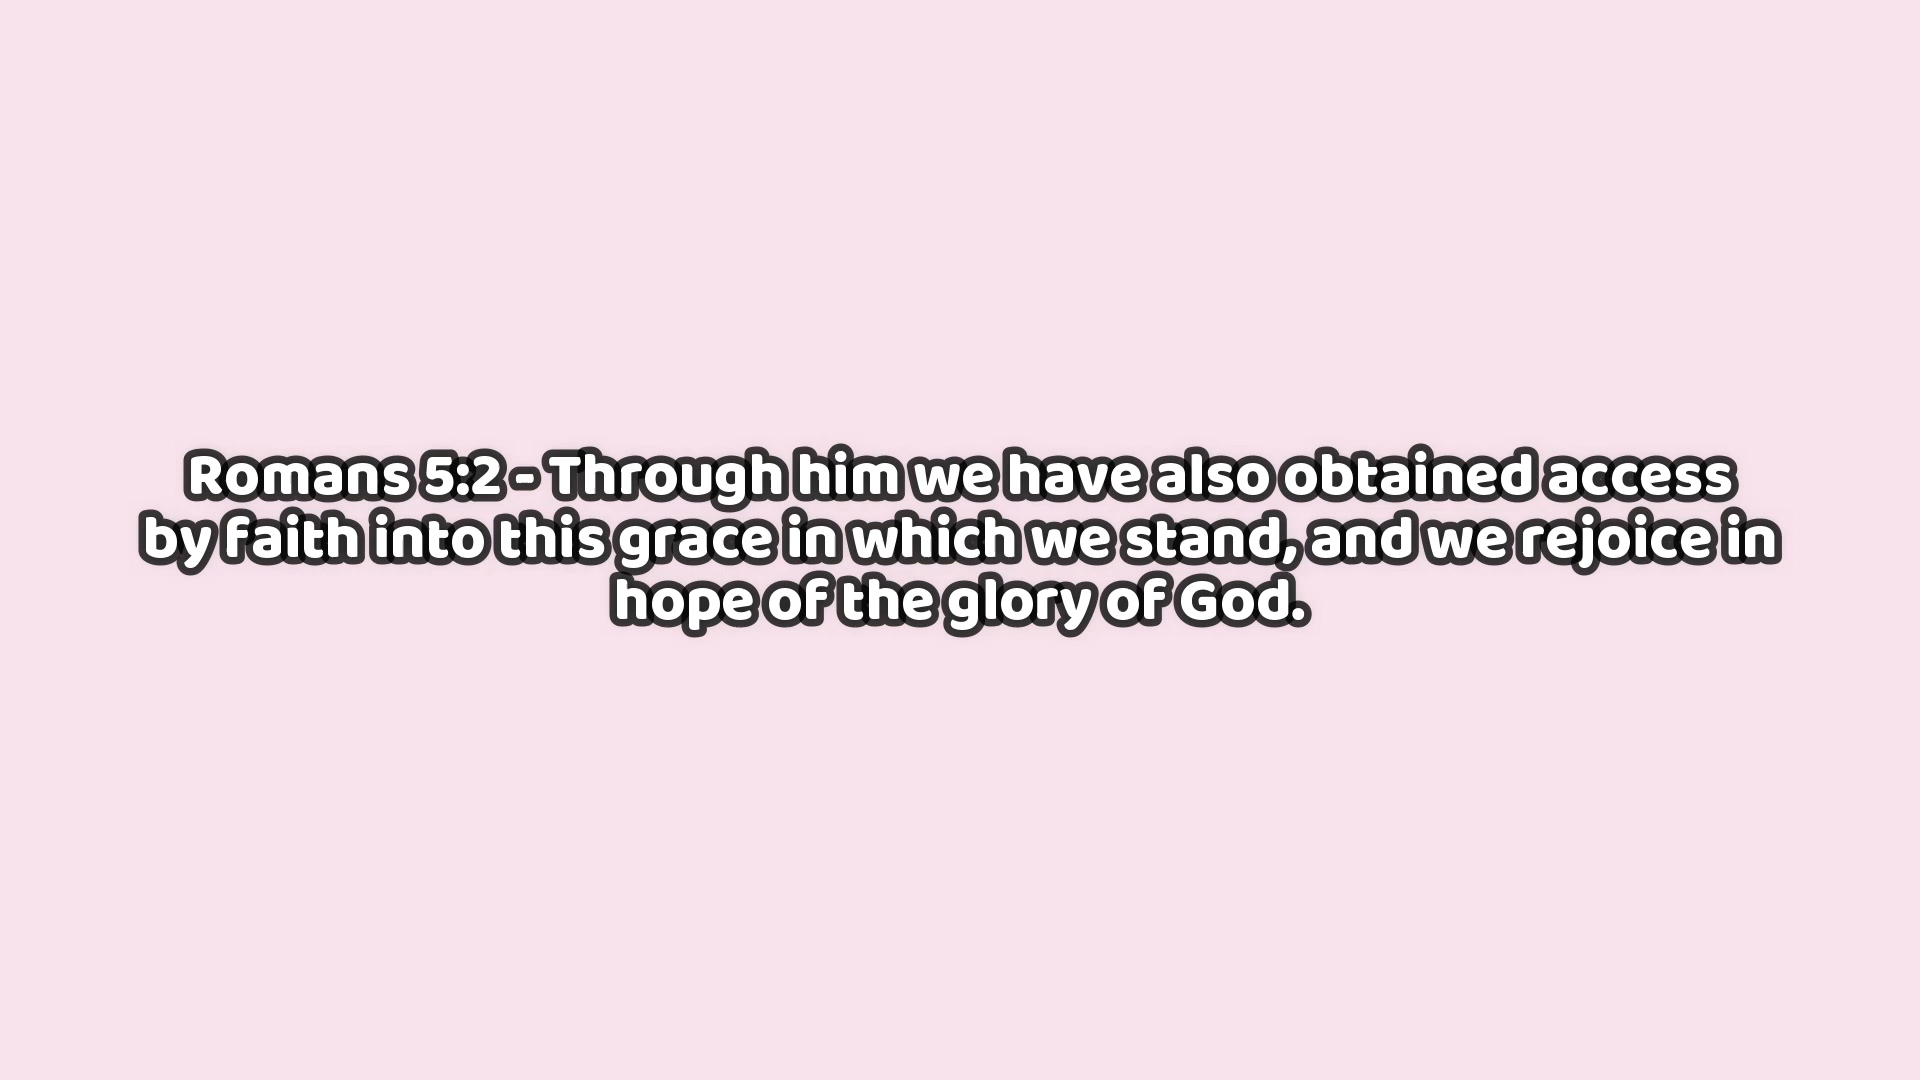 Romans 5:2 - Through him we have also obtained access
by faith into this grace in which we stand, and we rejoice in
hope of the glory of God.